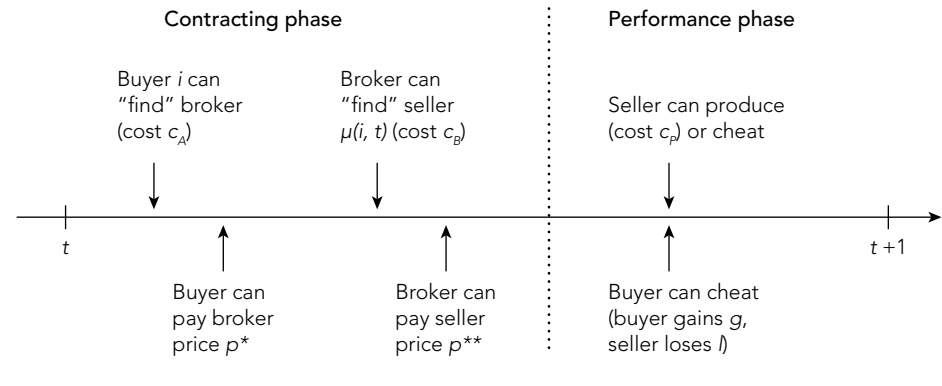 Contracting phase
Performance phase
Buyer i can
"find" broker
(cost c_A)
Broker can
"find" seller
μ(i, t) (cost c_B)
Seller can produce
(cost c_P) or cheat
t
t+1
Buyer can
pay broker
price p*
Broker can
pay seller
price p**
Buyer can cheat
(buyer gains g,
seller loses l)